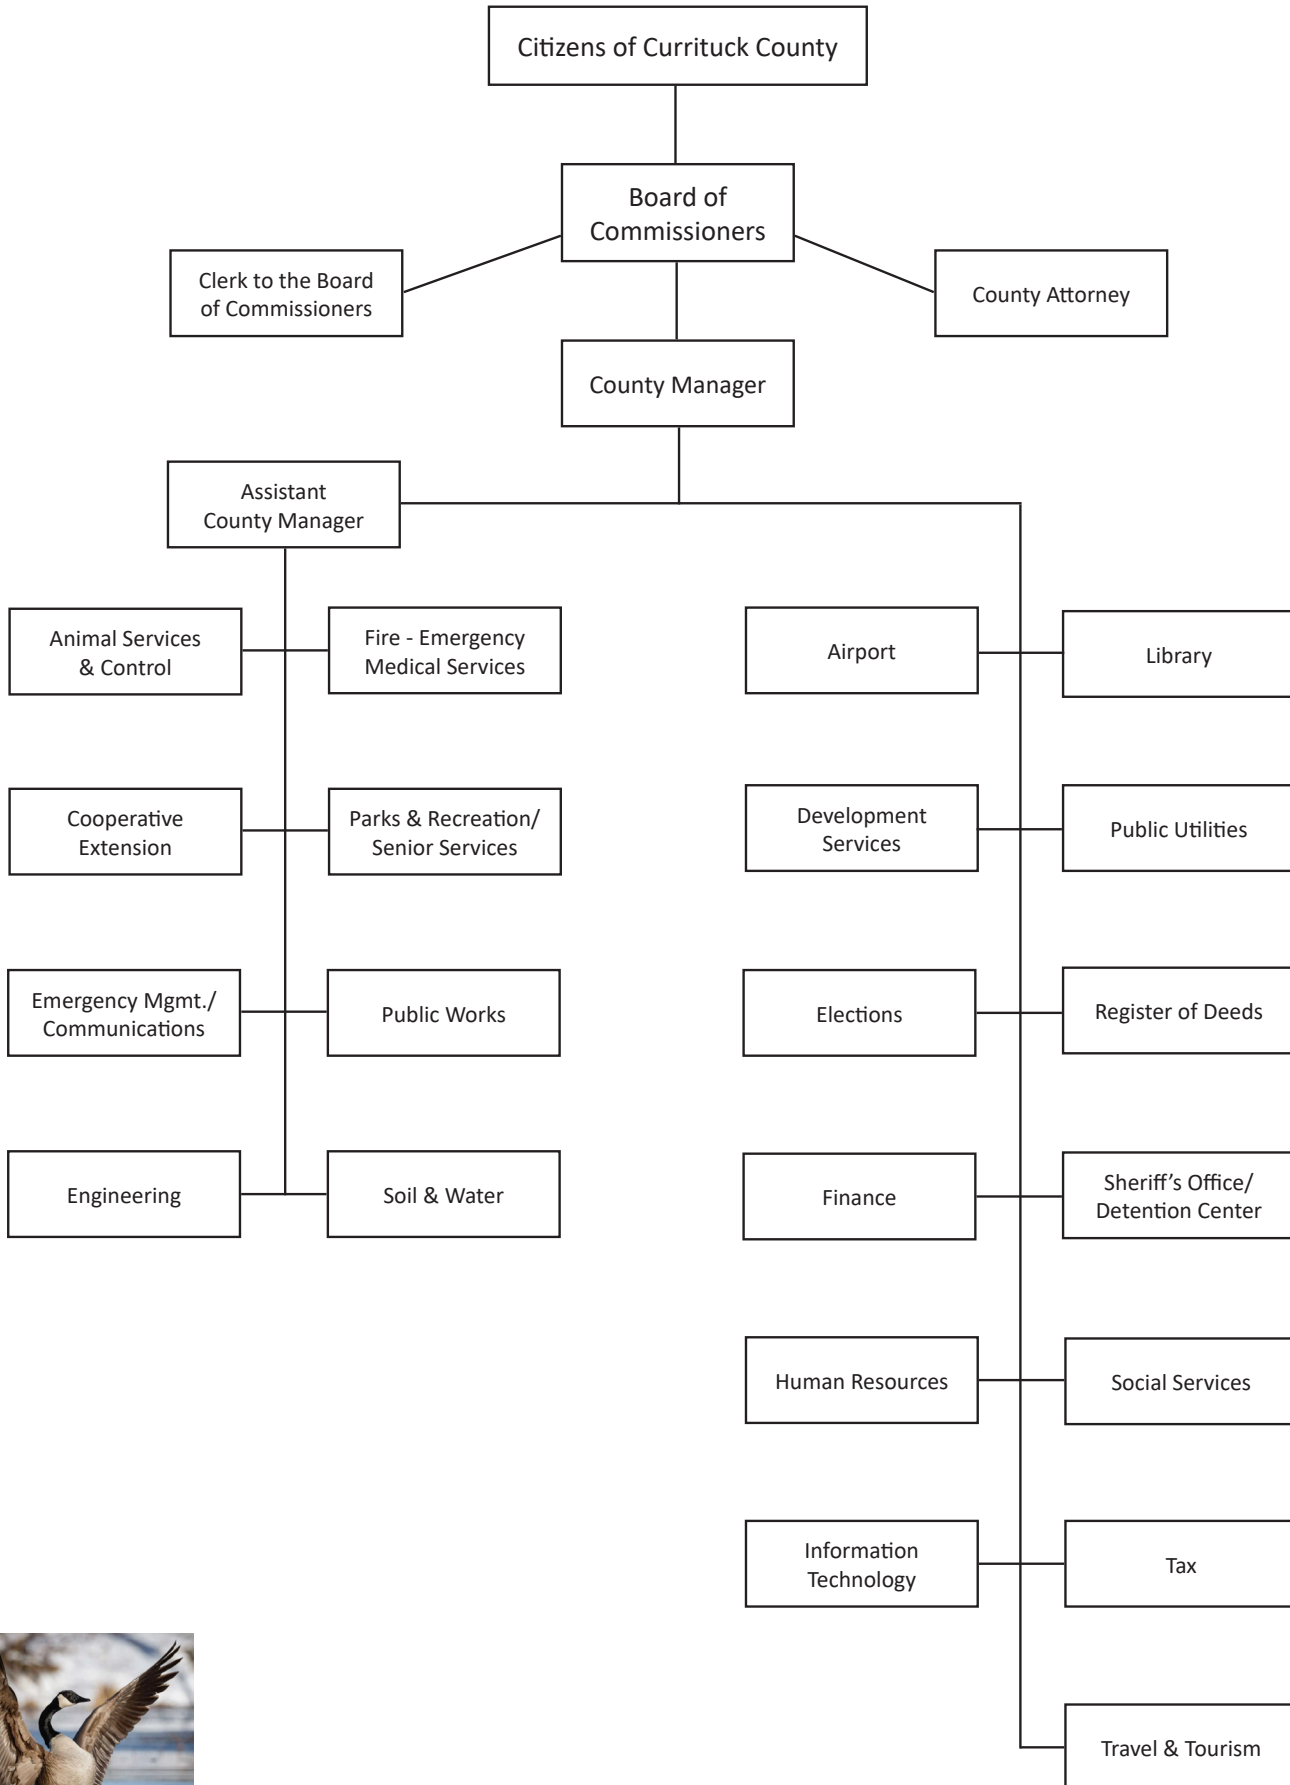 Citizens of Currituck County
Board of
Commissioners
Clerk to the Board
of Commissioners
County Attorney
County Manager
Assistant
County Manager
Animal Services
& Control
Fire - Emergency
Medical Services
Airport
Library
Cooperative
Extension
Parks & Recreation/
Senior Services
Development
Services
Public Utilities
Emergency Mgmt./
Communications
Public Works
Elections
Register of Deeds
Engineering
Soil & Water
Finance
Sheriff's Office/
Detention Center
Human Resources
Social Services
Information
Technology
Tax
Travel & Tourism